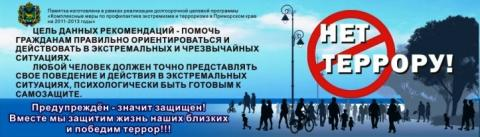 Памятка изготовлена в рамках реализации долгосрочной целевой программой
«Комплексные меры по профилактике экстремизма и терроризма в Приморском крае
на 2011-2013 годы»
ЦЕЛЬ ДАННЫХ РЕКОМЕНДАЦИЙ - ПОМОЧЬ
ГРАЖДАНАМ ПРАВИЛЬНО ОРИЕНТИРОВАТЬСЯ И
ДЕЙСТВОВАТЬ В ЭКСТРЕМАЛЬНЫХ И ЧРЕЗВЫЧАЙНЫХ
СИТУАЦИЯХ.
ЛЮБОЙ ЧЕЛОВЕК ДОЛЖЕН ТОЧНО ПРЕДСТАВЛЯТЬ
СВОЕ ПОВЕДЕНИЕ И ДЕЙСТВИЯ В ЭКСТРЕМАЛЬНЫХ
СИТУАЦИЯХ, ПСИХОЛОГИЧЕСКИ БЫТЬ ГОТОВЫМ К
САМОЗАЩИТЕ.
Предупреждён - значит защищен!
Вместе мы защитим жизнь наших близких
и победим террор!!!
НЕТ
ТЕРРОРУ!